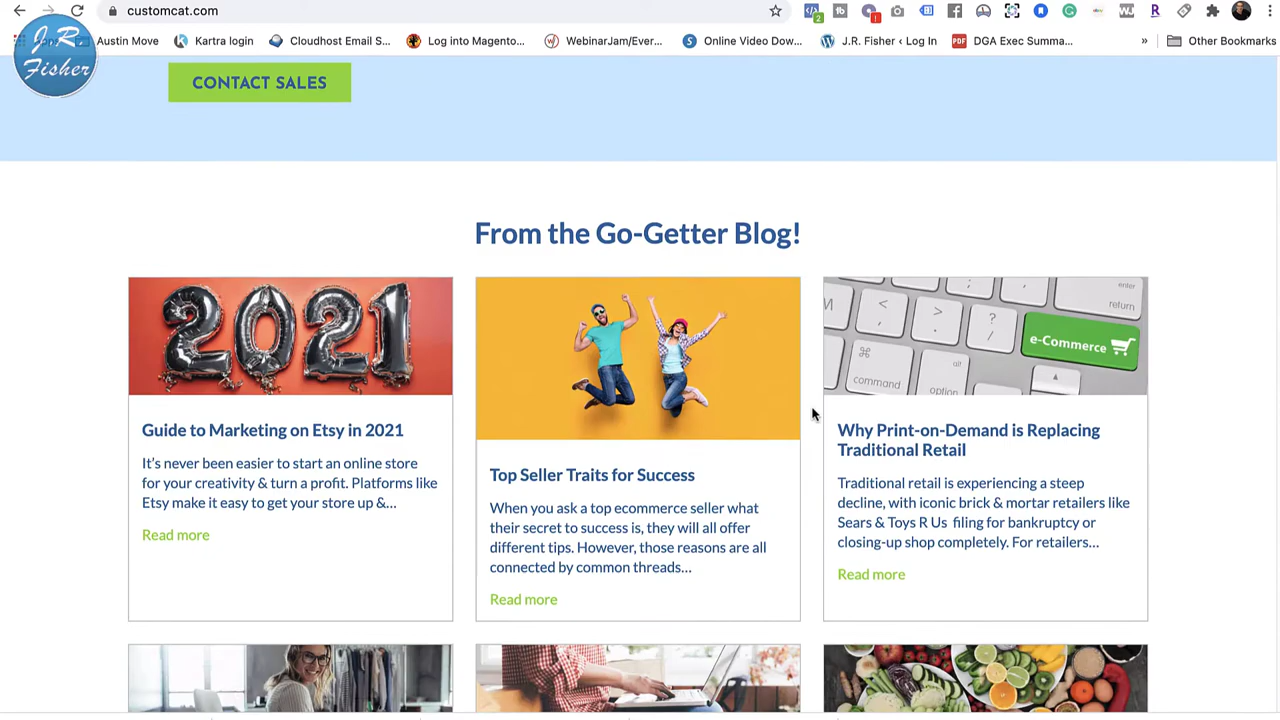 customcat.com
2
!
J.R.
Fisher
Austin Move
Kartra login
Cloudhost Email S...
Log into Magento...
WebinarJam/Ever...
Online Video Dow...
J.R. Fisher ‹ Log In
PDF
DGA Exec Summa...
»
Other Bookmarks
CONTACT SALES
From the Go-Getter Blog!
2021
enter
return
M
<
>
?
/
,
.
e-Commerce
⌘
command
alt
option
Guide to Marketing on Etsy in 2021
It's never been easier to start an online store
for your creativity & turn a profit. Platforms like
Etsy make it easy to get your store up &...
Read more
Top Seller Traits for Success
When you ask a top ecommerce seller what
their secret to success is, they will all offer
different tips. However, those reasons are all
connected by common threads...
Read more
Why Print-on-Demand is Replacing
Traditional Retail
Traditional retail is experiencing a steep
decline, with iconic brick & mortar retailers like
Sears & Toys R Us filing for bankruptcy or
closing-up shop completely. For retailers...
Read more